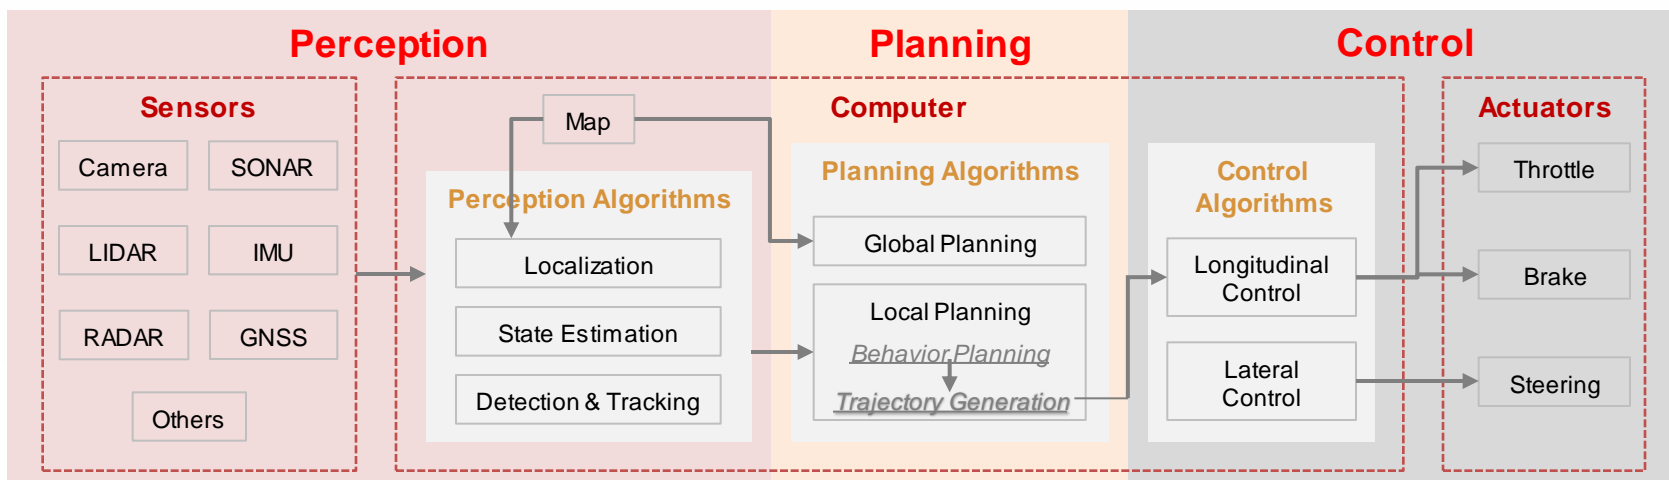 Perception
Planning
Control
Sensors
Camera
SONAR
LIDAR
IMU
RADAR
GNSS
Others
Computer
Map
Perception Algorithms
Localization
State Estimation
Detection & Tracking
Planning Algorithms
Global Planning
Local Planning
Behavior Planning
Trajectory Generation
Control
Algorithms
Longitudinal
Control
Lateral
Control
Actuators
Throttle
Brake
Steering